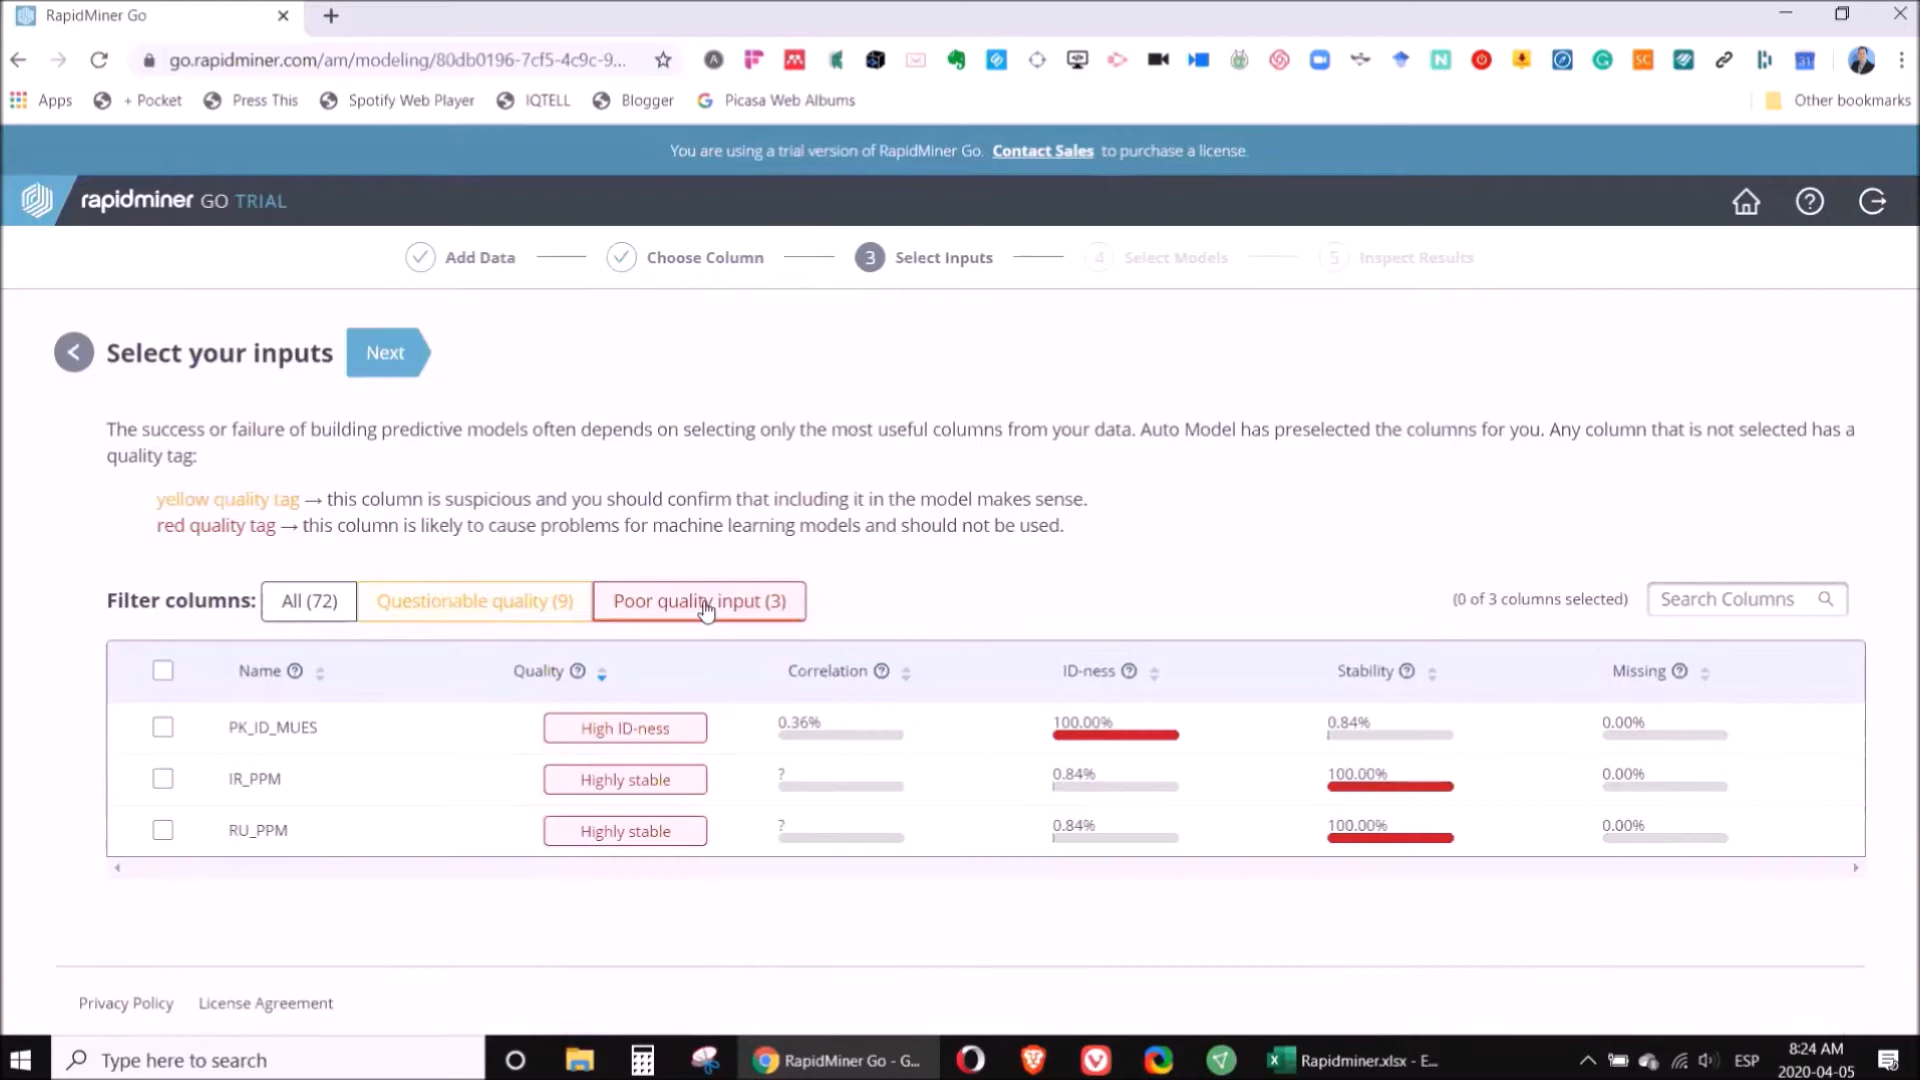 RapidMiner Go
go.rapidminer.com/am/modeling/80db0196-7cf5-4c9c-9...
Apps
+ Pocket
Press This
Spotify Web Player
IQTELL
Blogger
Picasa Web Albums
Other bookmarks
You are using a trial version of RapidMiner Go. Contact Sales to purchase a license.
rapidminer GO TRIAL
Add Data
Choose Column
3 Select Inputs
4 Select Models
5 Inspect Results
Select your inputs
Next
The success or failure of building predictive models often depends on selecting only the most useful columns from your data. Auto Model has preselected the columns for you. Any column that is not selected has a
quality tag:
yellow quality tag → this column is suspicious and you should confirm that including it in the model makes sense.
red quality tag → this column is likely to cause problems for machine learning models and should not be used.
Filter columns: All (72) Questionable quality (9) Poor quality input (3)
(0 of 3 columns selected)
Search Columns
Name Quality Correlation ID-ness Stability Missing
PK_ID_MUES High ID-ness 0.36% 100.00% 0.84% 0.00%
IR_PPM Highly stable ? 0.84% 100.00% 0.00%
RU_PPM Highly stable ? 0.84% 100.00% 0.00%
Privacy Policy
License Agreement
Type here to search
RapidMiner Go - G...
Rapidminer.xlsx - E...
ESP
8:24 AM
2020-04-05